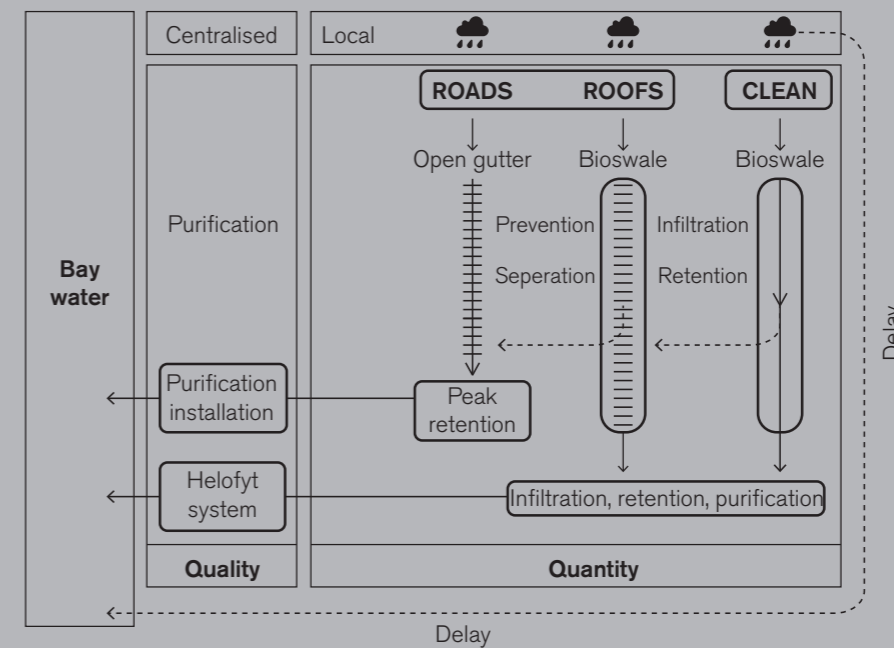 Centralised
Local
ROADS
ROOFS
CLEAN
Open gutter
Bioswale
Bioswale
Purification
Prevention
Infiltration
Seperation
Retention
Bay
water
Delay
Purification
installation
Peak
retention
Helofyt
system
Infiltration, retention, purification
Quality
Quantity
Delay